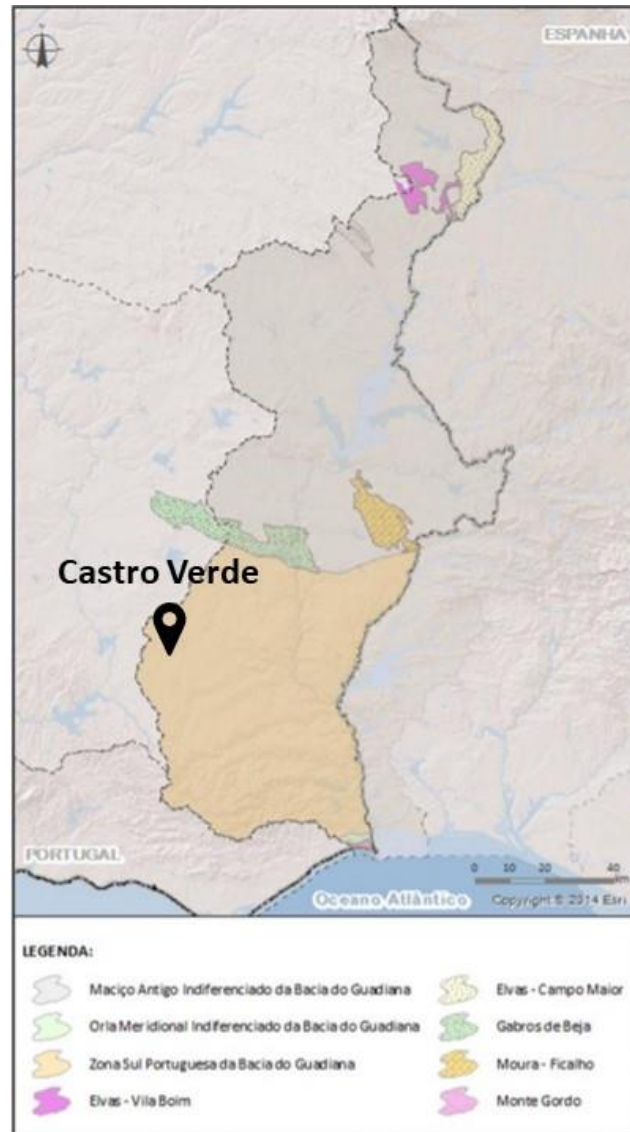 ESPANHA
Castro Verde
PORTUGAL
Oceano Atlântico
0 10 20 40
km
Copyright © 2014 Esri
LEGENDA:
Maciço Antigo Indiferenciado da Bacia do Guadiana
Orla Meridional Indiferenciado da Bacia do Guadiana
Zona Sul Portuguesa da Bacia do Guadiana
Elvas - Vila Boim
Elvas - Campo Maior
Gabros de Beja
Moura - Ficalho
Monte Gordo